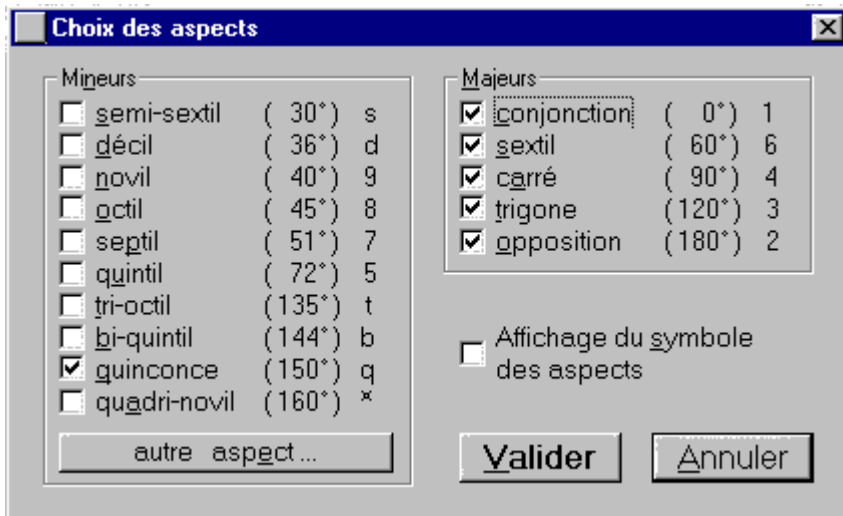 Choix des aspects
Mineurs
semi-sextil ( 30°) s
décil ( 36°) d
novil ( 40°) 9
octil ( 45°) 8
septil ( 51°) 7
quintil ( 72°) 5
tri-octil (135°) t
bi-quintil (144°) b
quinconce (150°) q
quadri-novil (160°) ¤
autre aspect ...
Majeurs
conjonction ( 0°) 1
sextil ( 60°) 6
carré ( 90°) 4
trigone (120°) 3
opposition (180°) 2
Affichage du symbole
des aspects
Valider
Annuler